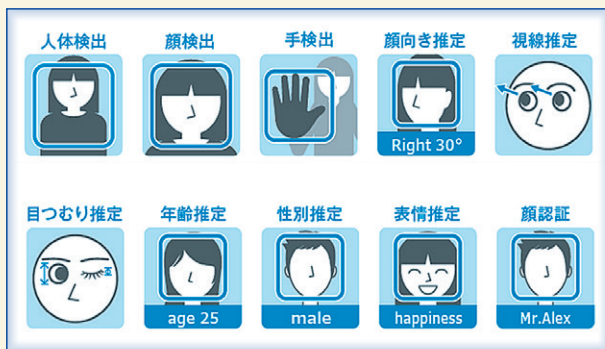 人体検出 顔検出 手検出 顔向き推定 視線推定
Right 30°
目つむり推定 年齢推定 性別推定 表情推定 顔認証
age 25 male happiness Mr.Alex